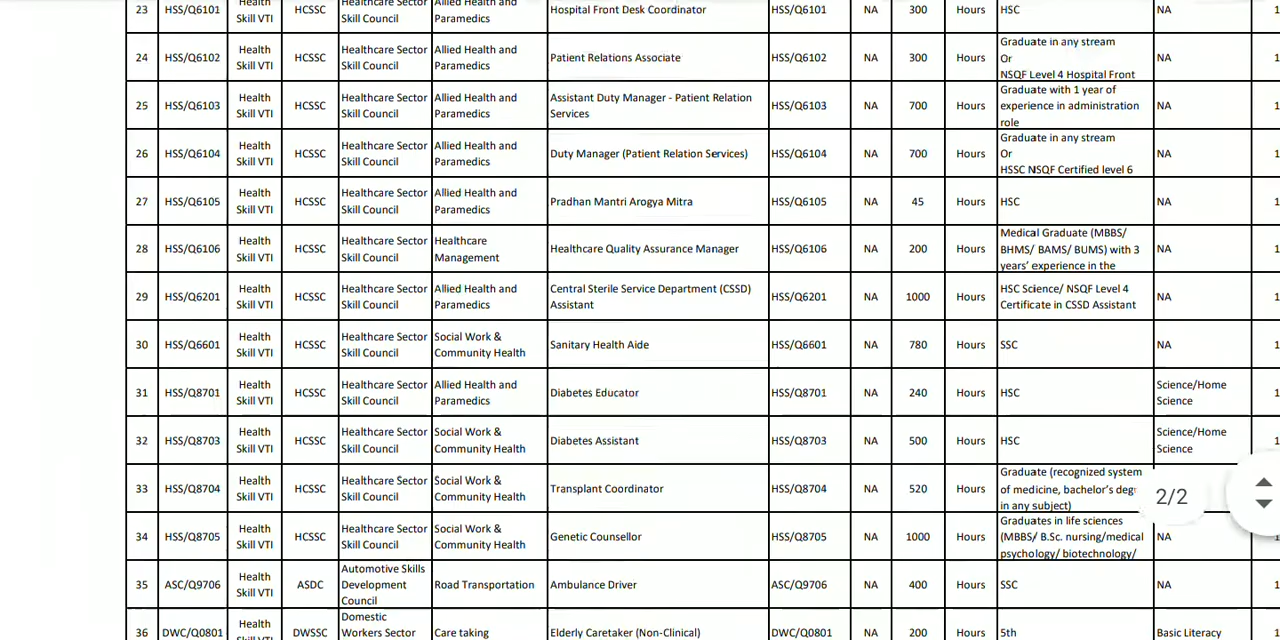 23 HSS/Q6101 Health Skill VTI HCSSC Healthcare Sector Skill Council Allied Health and Paramedics Hospital Front Desk Coordinator HSS/Q6101 NA 300 Hours HSC NA 1
24 HSS/Q6102 Health Skill VTI HCSSC Healthcare Sector Skill Council Allied Health and Paramedics Patient Relations Associate HSS/Q6102 NA 300 Hours Graduate in any stream Or NSQF Level 4 Hospital Front NA 1
25 HSS/Q6103 Health Skill VTI HCSSC Healthcare Sector Skill Council Allied Health and Paramedics Assistant Duty Manager - Patient Relation Services HSS/Q6103 NA 700 Hours Graduate with 1 year of experience in administration role NA 1
26 HSS/Q6104 Health Skill VTI HCSSC Healthcare Sector Skill Council Allied Health and Paramedics Duty Manager (Patient Relation Services) HSS/Q6104 NA 700 Hours Graduate in any stream Or HSSC NSQF Certified level 6 NA 1
27 HSS/Q6105 Health Skill VTI HCSSC Healthcare Sector Skill Council Allied Health and Paramedics Pradhan Mantri Arogya Mitra HSS/Q6105 NA 45 Hours HSC NA 1
28 HSS/Q6106 Health Skill VTI HCSSC Healthcare Sector Skill Council Healthcare Management Healthcare Quality Assurance Manager HSS/Q6106 NA 200 Hours Medical Graduate (MBBS/ BHMS/ BAMS/ BUMS) with 3 years' experience in the NA 1
29 HSS/Q6201 Health Skill VTI HCSSC Healthcare Sector Skill Council Allied Health and Paramedics Central Sterile Service Department (CSSD) Assistant HSS/Q6201 NA 1000 Hours HSC Science/ NSQF Level 4 Certificate in CSSD Assistant NA 1
30 HSS/Q6601 Health Skill VTI HCSSC Healthcare Sector Skill Council Social Work & Community Health Sanitary Health Aide HSS/Q6601 NA 780 Hours SSC NA 1
31 HSS/Q8701 Health Skill VTI HCSSC Healthcare Sector Skill Council Allied Health and Paramedics Diabetes Educator HSS/Q8701 NA 240 Hours HSC Science/Home Science 1
32 HSS/Q8703 Health Skill VTI HCSSC Healthcare Sector Skill Council Social Work & Community Health Diabetes Assistant HSS/Q8703 NA 500 Hours HSC Science/Home Science
33 HSS/Q8704 Health Skill VTI HCSSC Healthcare Sector Skill Council Social Work & Community Health Transplant Coordinator HSS/Q8704 NA 520 Hours Graduate (recognized system of medicine, bachelor's in any subject) 2/2
34 HSS/Q8705 Health Skill VTI HCSSC Healthcare Sector Skill Council Social Work & Community Health Genetic Counsellor HSS/Q8705 NA 1000 Hours Graduates in life sciences (MBBS/ B.Sc. nursing/medical psychology/ biotechnology/ NA
35 ASC/Q9706 Health Skill VTI ASDC Automotive Skills Development Council Road Transportation Ambulance Driver ASC/Q9706 NA 400 Hours SSC NA 1
36 DWC/Q0801 Health Skill VTI DWSSC Domestic Workers Sector Care taking Elderly Caretaker (Non-Clinical) DWC/Q0801 NA 200 Hours 5th Basic Literacy 1